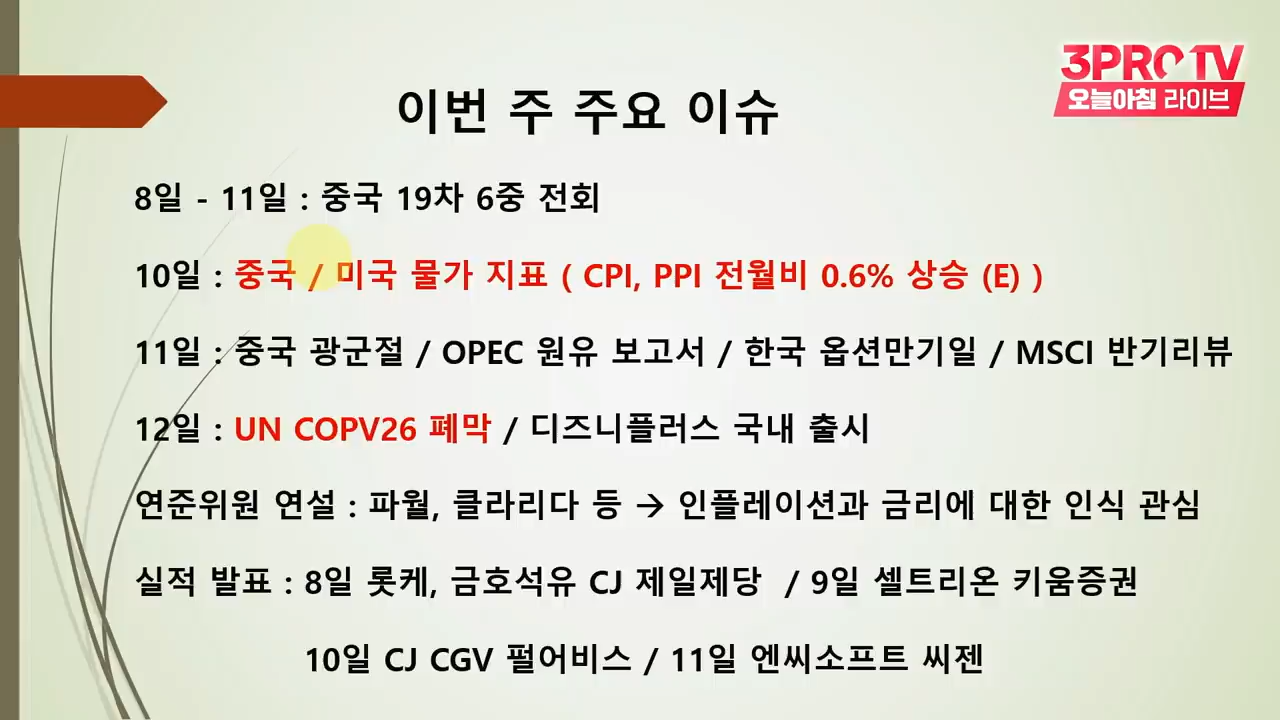 3PROTV
오늘아침 라이브
이번 주 주요 이슈
8일 - 11일 : 중국 19차 6중 전회
10일 : 중국 / 미국 물가 지표 ( CPI, PPI 전월비 0.6% 상승 (E) )
11일 : 중국 광군절 / OPEC 원유 보고서 / 한국 옵션만기일 / MSCI 반기리뷰
12일 : UN COPV26 폐막 / 디즈니플러스 국내 출시
연준위원 연설 : 파월, 클라리다 등 → 인플레이션과 금리에 대한 인식 관심
실적 발표 : 8일 롯케, 금호석유 CJ 제일제당 / 9일 셀트리온 키움증권
10일 CJ CGV 펄어비스 / 11일 엔씨소프트 씨젠